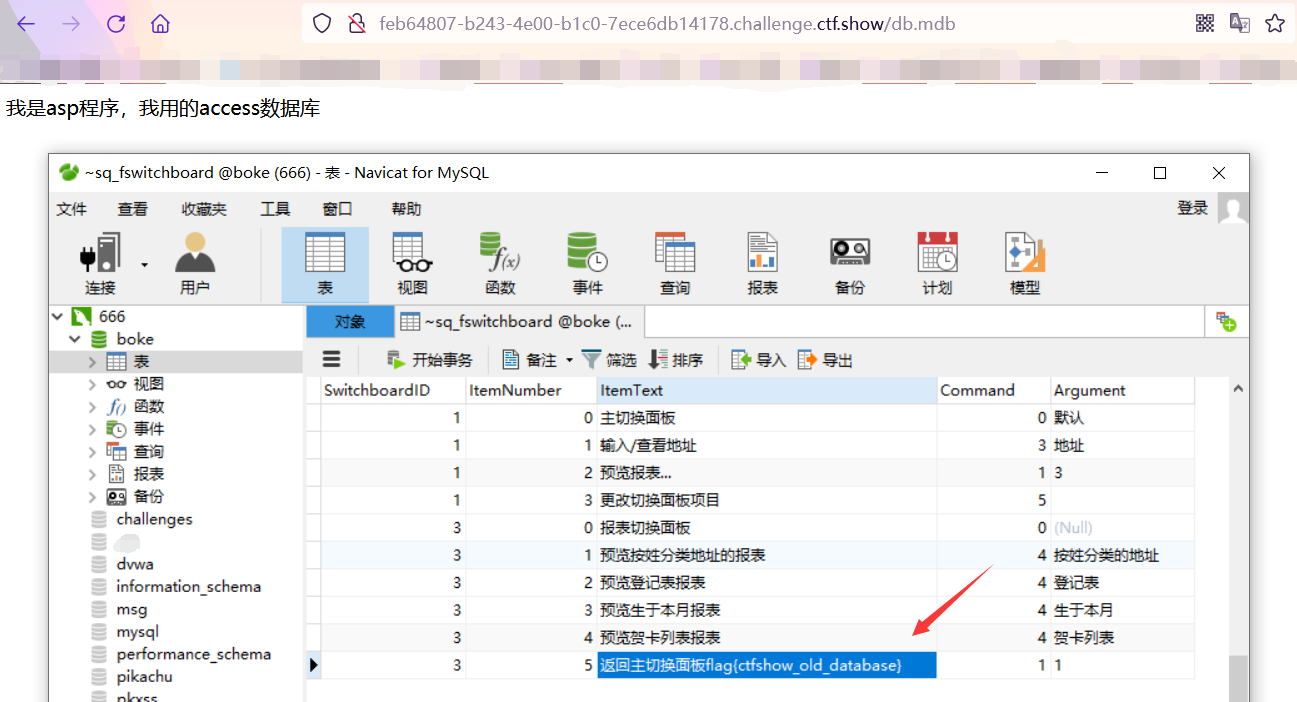 feb64807-b243-4e00-b1c0-7ece6db14178.challenge.ctf.show/db.mdb
我是asp程序，我用的access数据库
~sq_fswitchboard @boke (666) - 表 - Navicat for MySQL
文件 查看 收藏夹 工具 窗口 帮助 登录
连接 用户 表 视图 函数 事件 查询 报表 备份 计划 模型
666
boke
表
视图
函数
事件
查询
报表
备份
challenges
dvwa
information_schema
msg
mysql
performance_schema
pikachu
pkxss
对象 ~sq_fswitchboard @boke (...
开始事务 备注 筛选 排序 导入 导出
SwitchboardID ItemNumber ItemText Command Argument
1 0 主切换面板 0 默认
1 1 输入/查看地址 3 地址
1 2 预览报表... 1 3
1 3 更改切换面板项目 5
3 0 报表切换面板 0 (Null)
3 1 预览按姓分类地址的报表 4 按姓分类的地址
3 2 预览登记表报表 4 登记表
3 3 预览生于本月报表 4 生于本月
3 4 预览贺卡列表报表 4 贺卡列表
3 5 返回主切换面板flag{ctfshow_old_database} 1 1